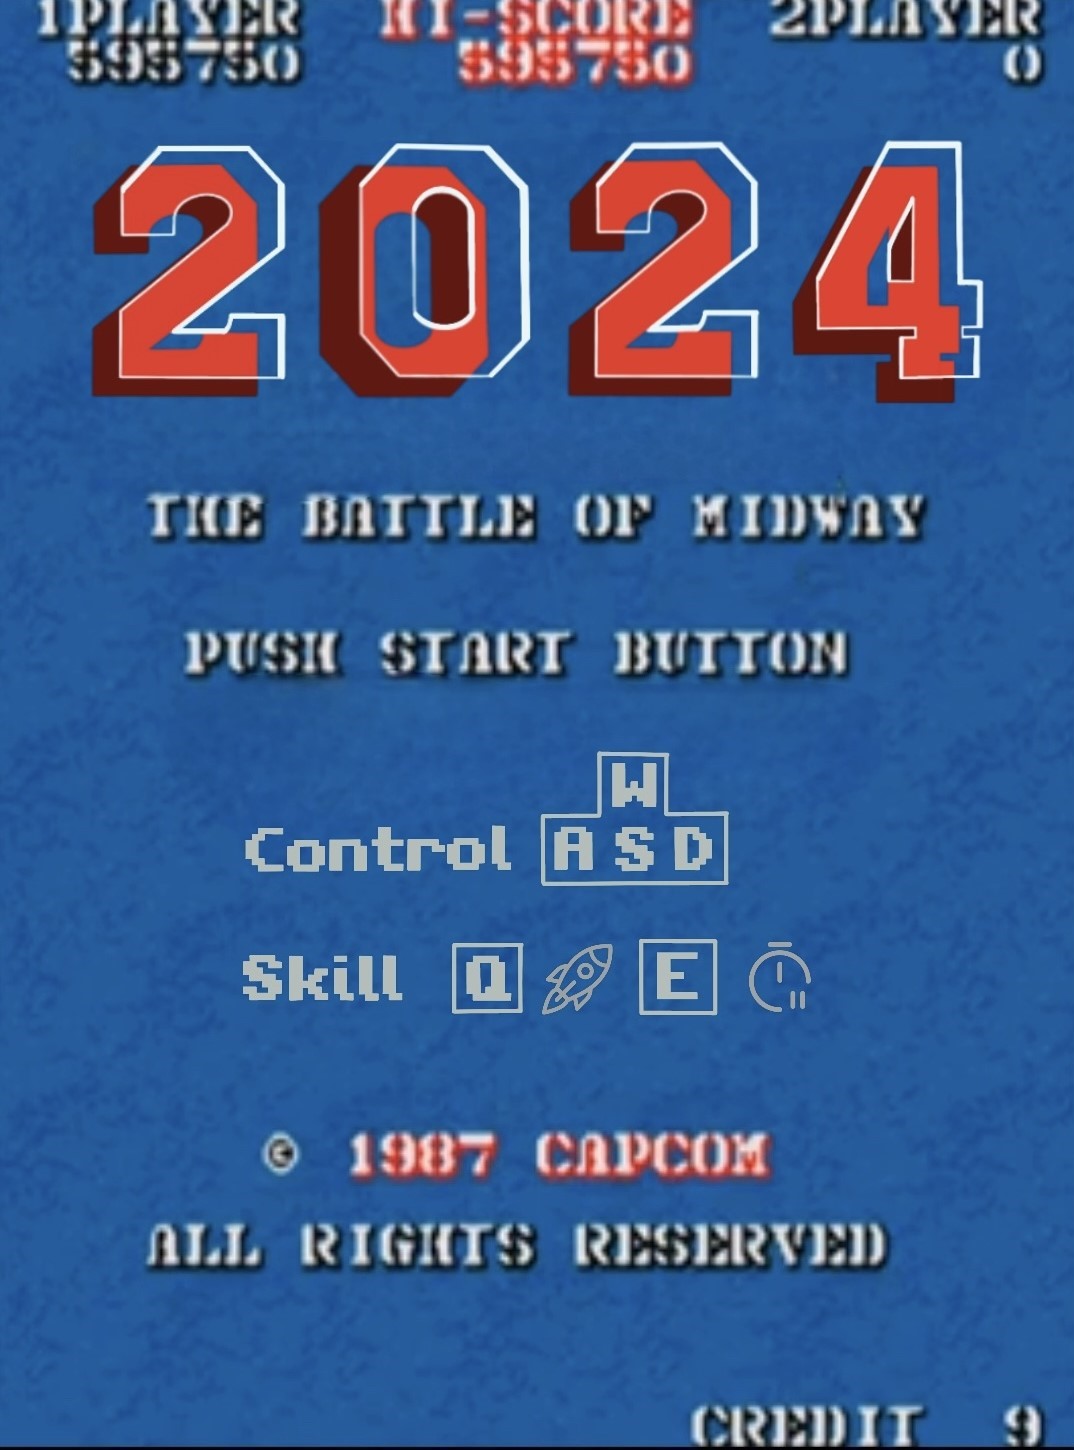 1PLAYER HI-SCORE 2PLAYER
595750 595750 0
2024
THE BATTLE OF MIDWAY
PUSH START BUTTON
W
Control A S D
Skill Q E
© 1987 CAPCOM
ALL RIGHTS RESERVED
CREDIT 9